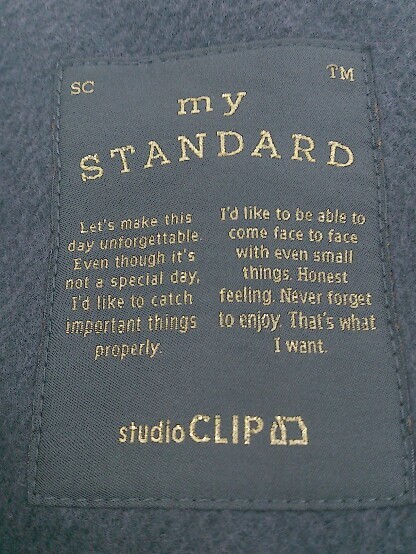 SC
TM
my
STANDARD
Let's make this
day unforgettable.
Even though it's
not a special day,
I'd like to catch
important things
properly.
I'd like to be able to
come face to face
with even small
things. Honest
feeling. Never forget
to enjoy. That's what
I want.
studio CLIP